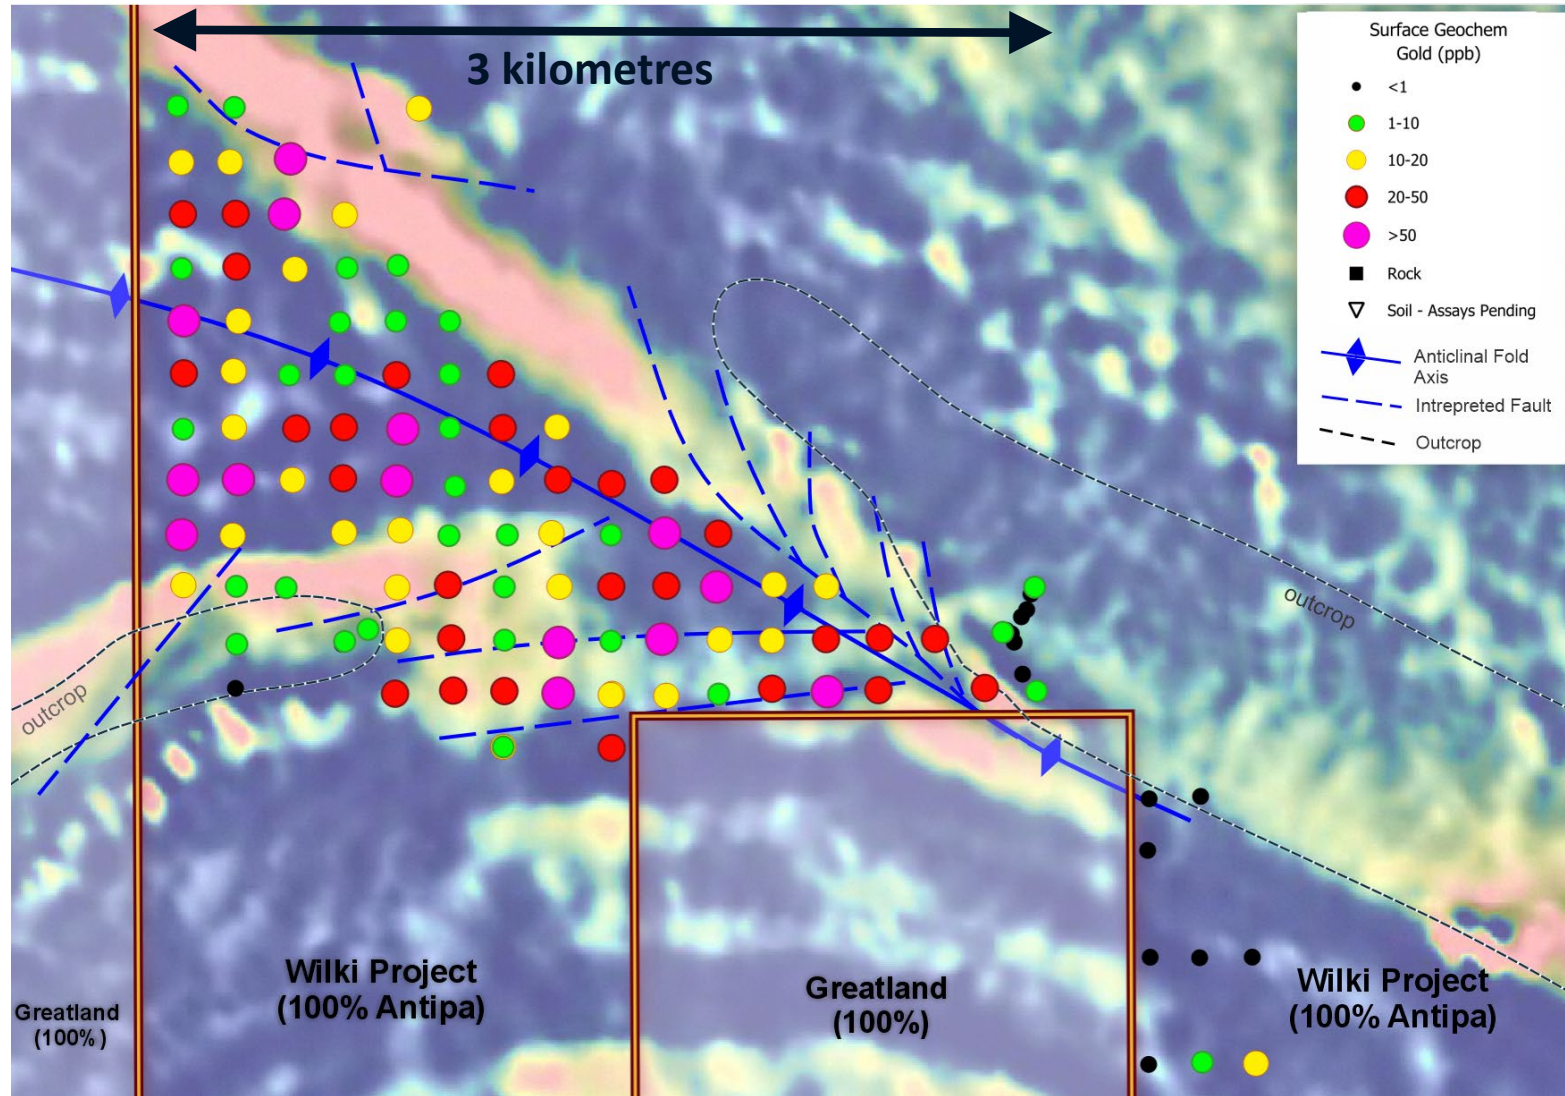 3 kilometres
Surface Geochem
Gold (ppb)
<1
1-10
10-20
20-50
>50
Rock
Soil - Assays Pending
Anticlinal Fold
Axis
Intrepreted Fault
Outcrop
outcrop
outcrop
Wilki Project
(100% Antipa)
Greatland
(100%)
Greatland
(100%)
Wilki Project
(100% Antipa)